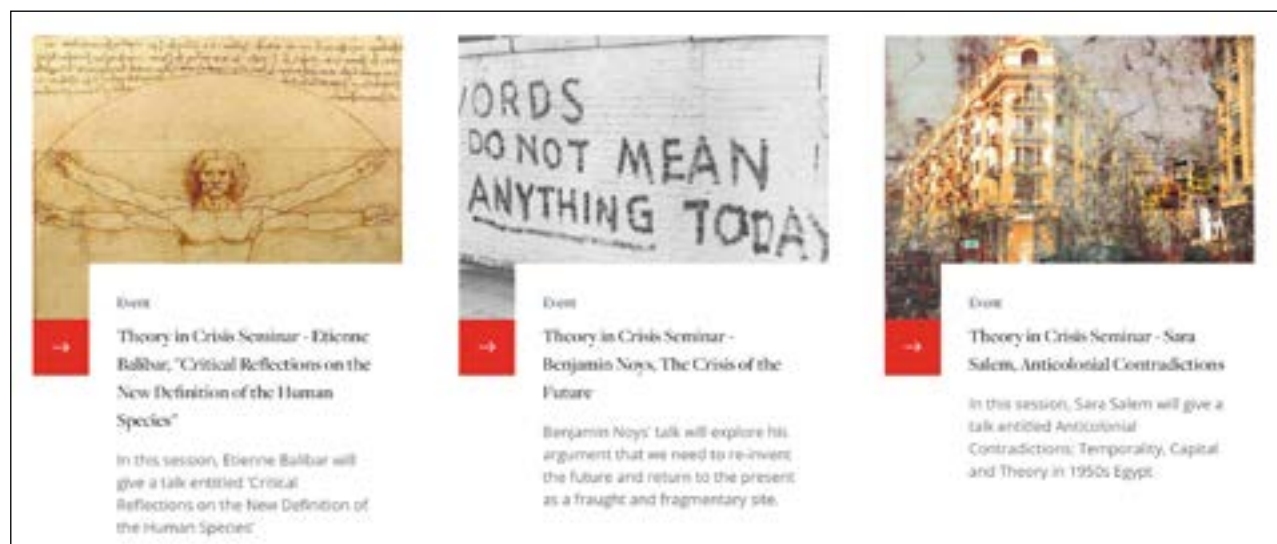 WORDS
DO NOT MEAN
ANYTHING TODAY
Event
Theory in Crisis Seminar - Etienne
Balibar, "Critical Reflections on the
New Definition of the Human
Species"
In this session, Etienne Balibar will
give a talk entitled 'Critical
Reflections on the New Definition of
the Human Species'
Event
Theory in Crisis Seminar -
Benjamin Noys, The Crisis of the
Future
Benjamin Noys' talk will explore his
argument that we need to re-invent
the future and return to the present
as a fraught and fragmentary site.
Event
Theory in Crisis Seminar - Sara
Salem, Anticolonial Contradictions
In this session, Sara Salem will give a
talk entitled Anticolonial
Contradictions: Temporality, Capital
and Theory in 1950s Egypt